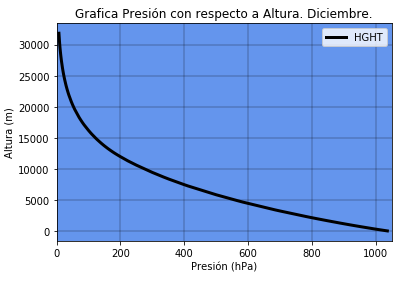 Grafica Presión con respecto a Altura. Diciembre.
HGHT
30000
25000
20000
15000
10000
5000
0
Altura (m)
0 200 400 600 800 1000
Presión (hPa)